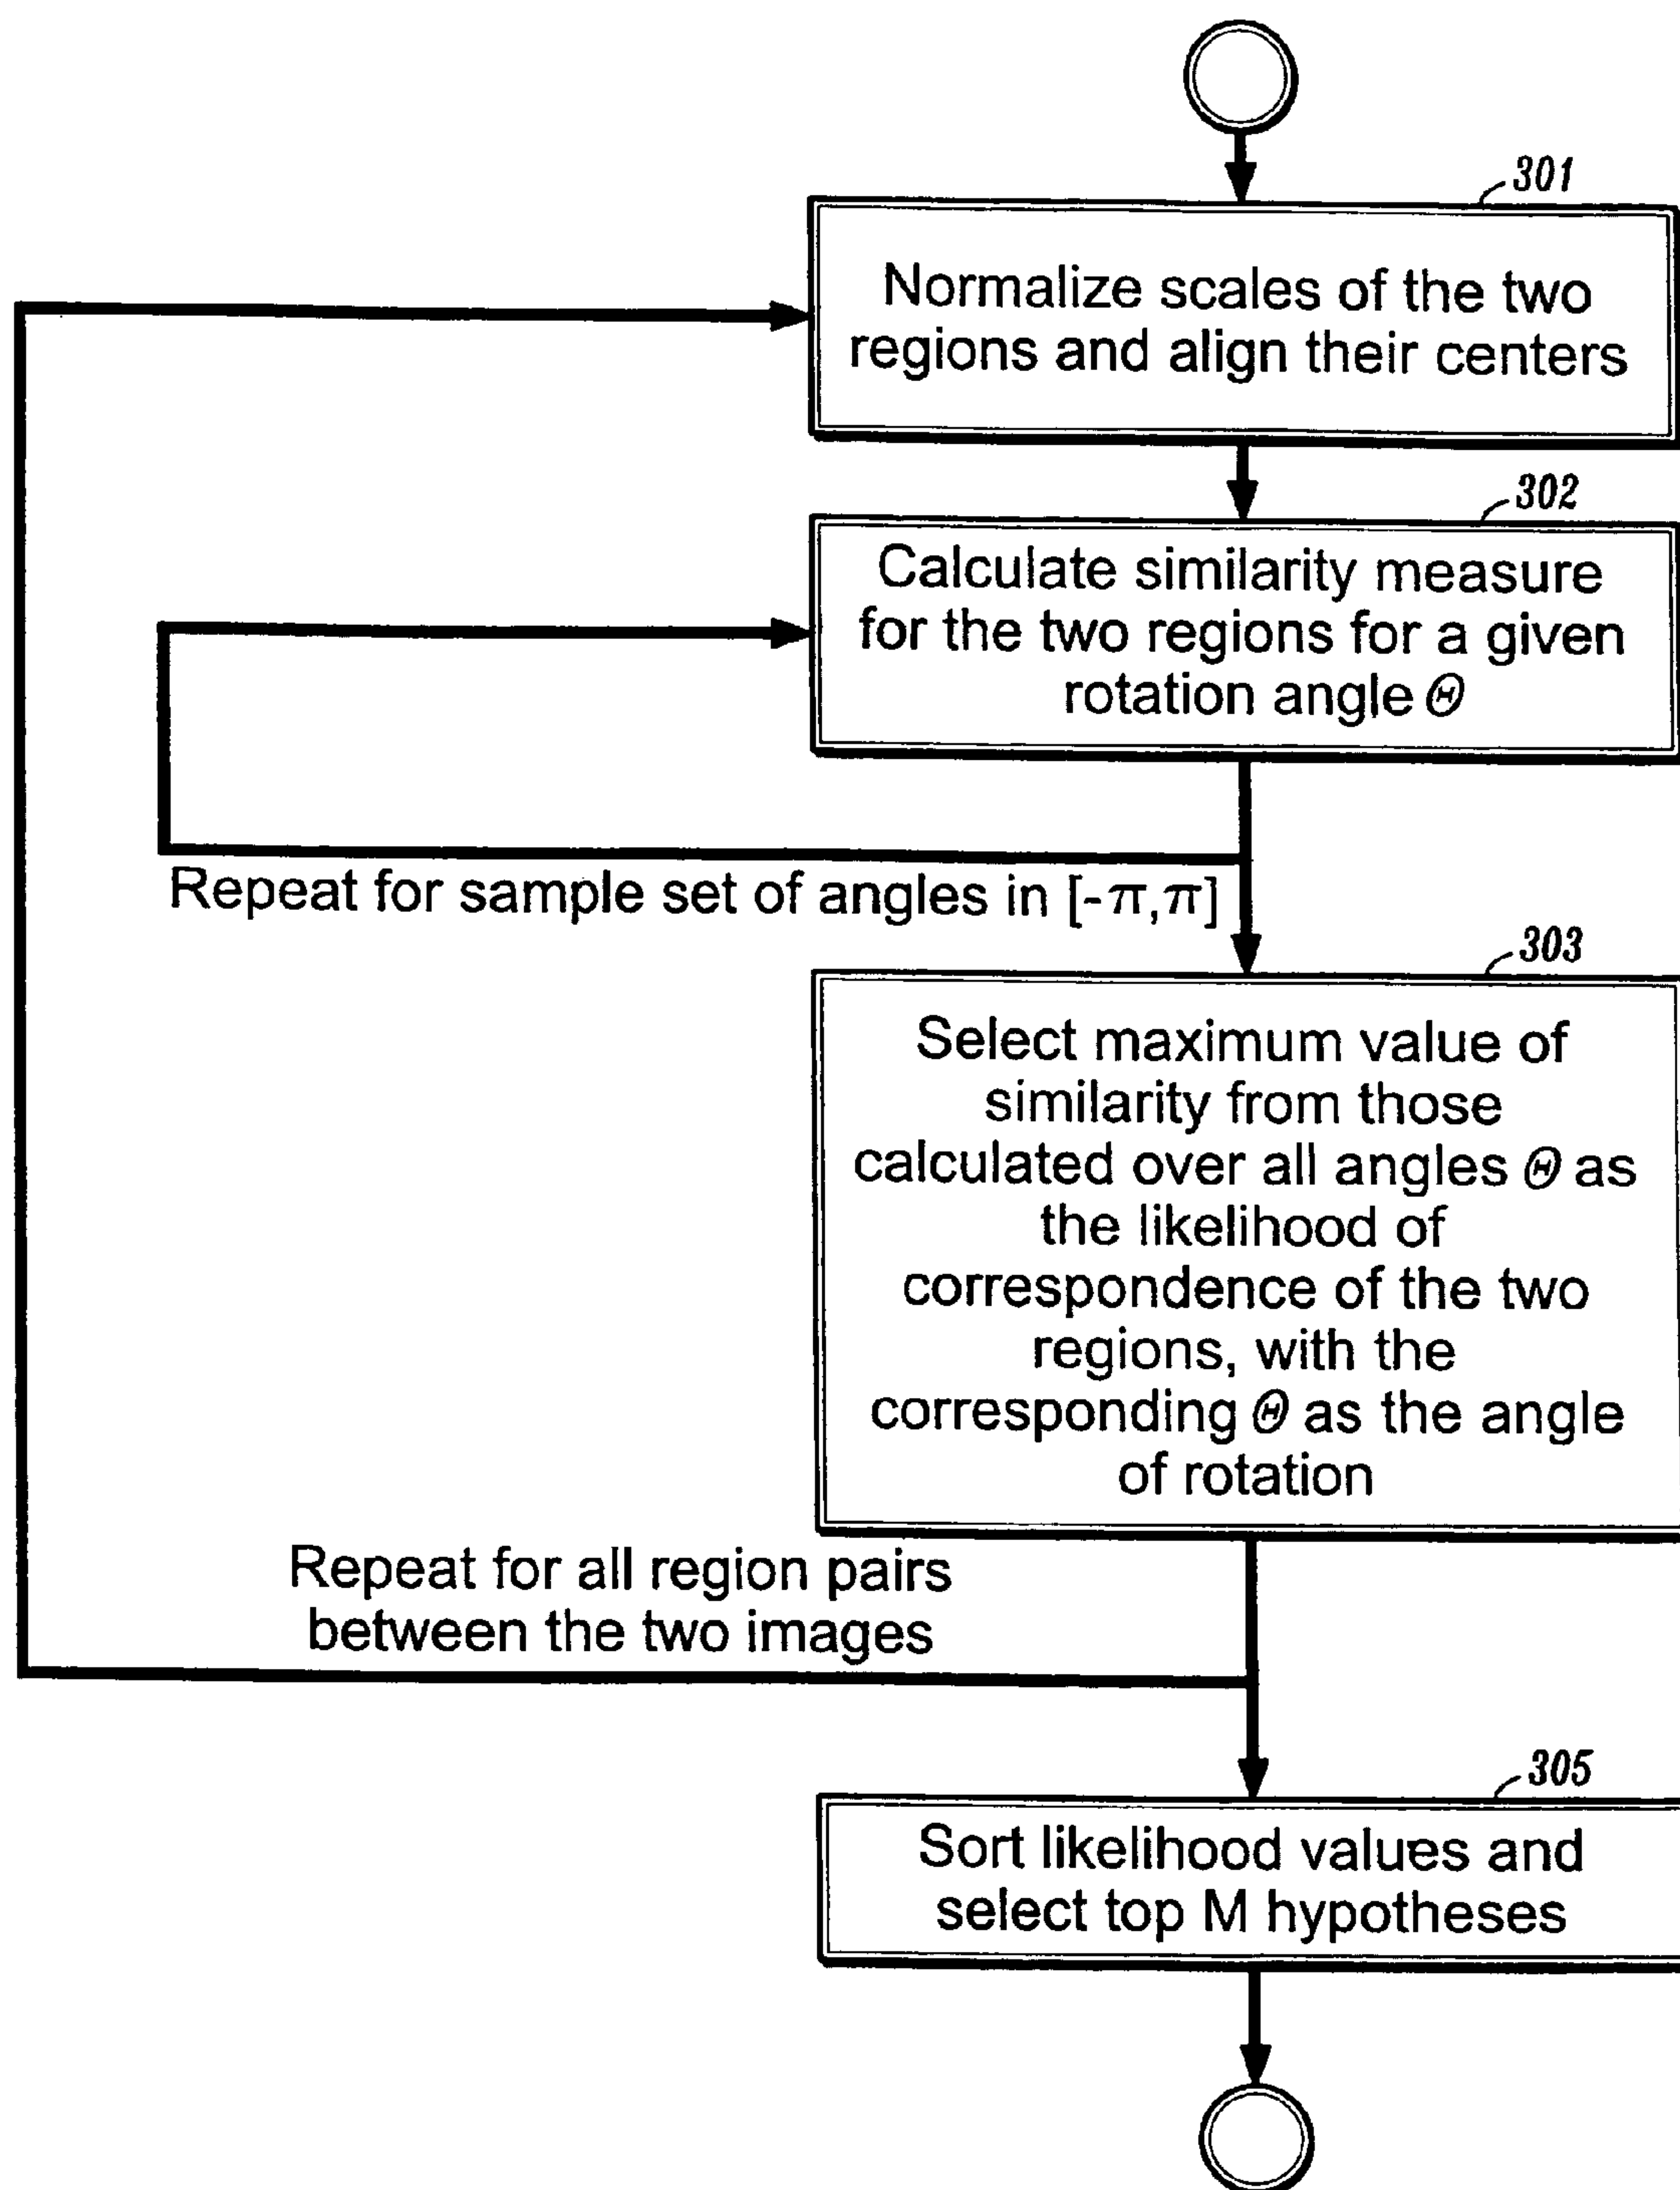 301
Normalize scales of the two
regions and align their centers
302
Calculate similarity measure
for the two regions for a given
rotation angle Θ
Repeat for sample set of angles in [-π,π]
303
Select maximum value of
similarity from those
calculated over all angles Θ as
the likelihood of
correspondence of the two
regions, with the
corresponding Θ as the angle
of rotation
Repeat for all region pairs
between the two images
305
Sort likelihood values and
select top M hypotheses